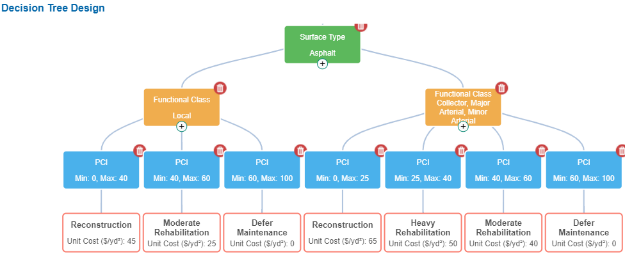 Decision Tree Design
Surface Type
Asphalt
Functional Class
Local
Functional Class
Collector, Major
Arterial, Minor
Arterial
PCI
Min: 0, Max: 40
PCI
Min: 40, Max: 60
PCI
Min: 60, Max: 100
PCI
Min: 0, Max: 25
PCI
Min: 25, Max: 40
PCI
Min: 40, Max: 60
PCI
Min: 60, Max: 100
Reconstruction
Unit Cost ($/yd²): 45
Moderate
Rehabilitation
Unit Cost ($/yd²): 25
Defer
Maintenance
Unit Cost ($/yd²): 0
Reconstruction
Unit Cost ($/yd²): 65
Heavy
Rehabilitation
Unit Cost ($/yd²): 50
Moderate
Rehabilitation
Unit Cost ($/yd²): 40
Defer
Maintenance
Unit Cost ($/yd²): 0